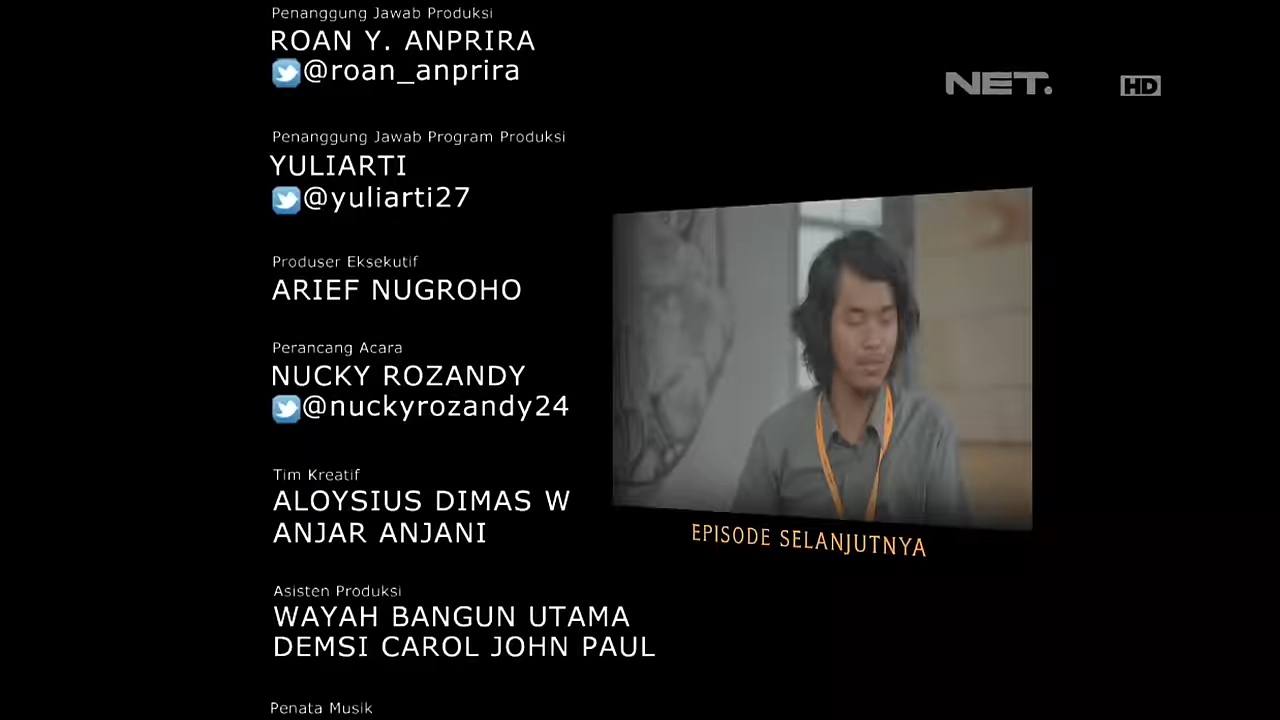 Penanggung Jawab Produksi
ROAN Y. ANPRIRA
@roan_anprira
Penanggung Jawab Program Produksi
YULIARTI
@yuliarti27
Produser Eksekutif
ARIEF NUGROHO
Perancang Acara
NUCKY ROZANDY
@nuckyrozandy24
Tim Kreatif
ALOYSIUS DIMAS W
ANJAR ANJANI
Asisten Produksi
WAYAH BANGUN UTAMA
DEMSI CAROL JOHN PAUL
Penata Musik
NET.
HD
EPISODE SELANJUTNYA